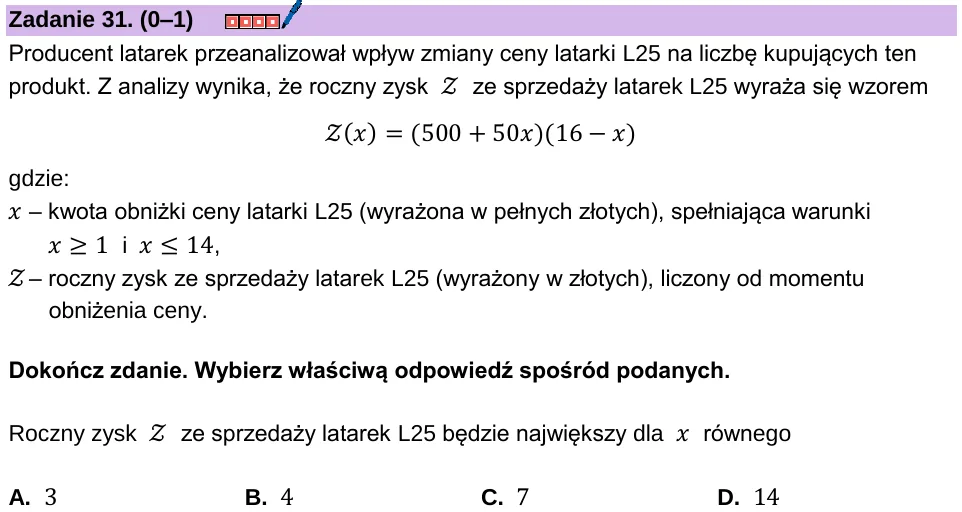 Zadanie 31. (0–1)
Producent latarek przeanalizował wpływ zmiany ceny latarki L25 na liczbę kupujących ten
produkt. Z analizy wynika, że roczny zysk 𝒵 ze sprzedaży latarek L25 wyraża się wzorem
𝒵(x) = (500 + 50x)(16 − x)
gdzie:
x – kwota obniżki ceny latarki L25 (wyrażona w pełnych złotych), spełniająca warunki
x ≥ 1 i x ≤ 14,
𝒵 – roczny zysk ze sprzedaży latarek L25 (wyrażony w złotych), liczony od momentu
obniżenia ceny.
Dokończ zdanie. Wybierz właściwą odpowiedź spośród podanych.
Roczny zysk 𝒵 ze sprzedaży latarek L25 będzie największy dla x równego
A. 3 B. 4 C. 7 D. 14